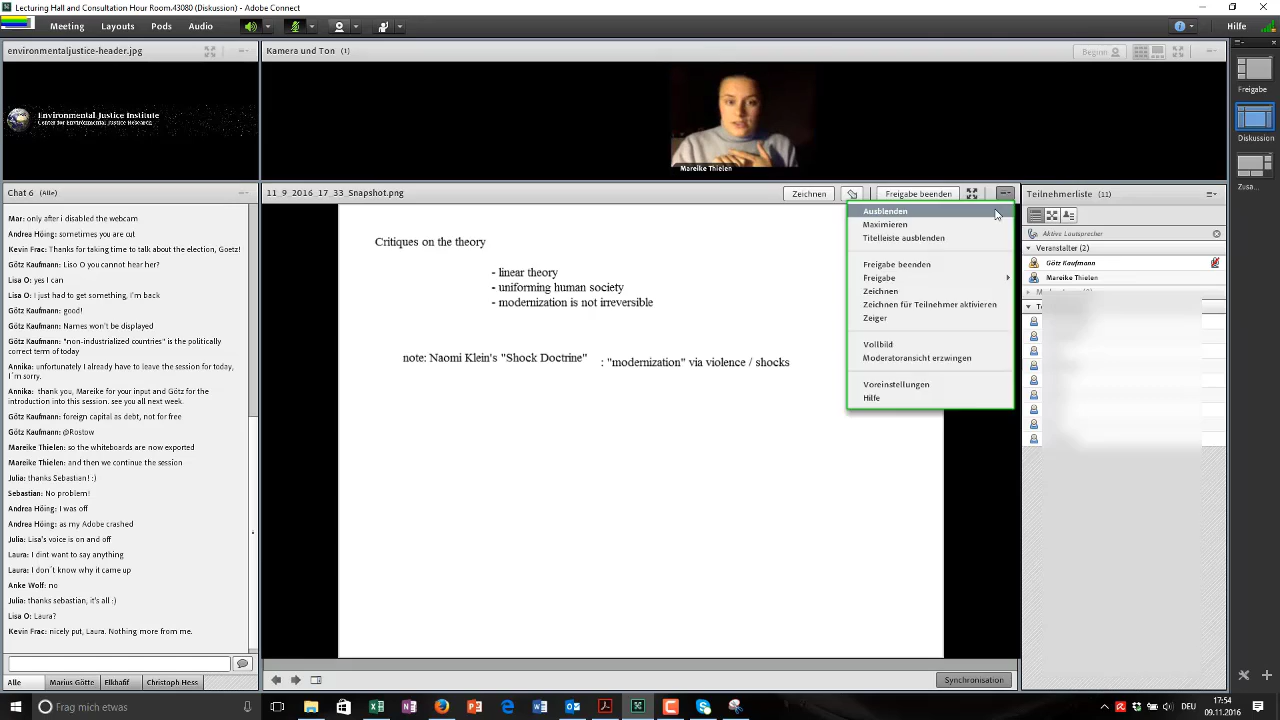 Lecturing Hall and Consultation Hour Room.43080 (Diskussion) - Adobe Connect
Meeting Layouts Pods Audio
Hilfe
environmentaljustice-header.jpg
Environmental Justice Institute
Center for Environmental Justice Research
Kamera und Ton (1)
Beginn
Mareike Thielen
Freigabe
Diskussion
Zusa...
Chat 6 (Alle)
Mar: only after i disabled the webcam
Andrea Höing: sometimes you are cut
Kevin Frac: Thanks for taking time to talk about the election, Goetz!
Götz Kaufmann: Liso O you cannot hear her?
Lisa O: yes I can
Lisa O: I just had to get something, I'm back
Götz Kaufmann: good!
Götz Kaufmann: Names won't be displayed
Götz Kaufmann: "non-industrialized countries" is the politically
correct term of today
Annika: unfortunately I already have to leave the session for today,
I´m sorry.
Annika: thank you, Mareike for your input and Götz for the
introduction into this session. see you all next week.
Götz Kaufmann: foreign capital as debt, not for free
Götz Kaufmann: @Rostow
Mareike Thielen: so the whiteboards are now exported
Mareike Thielen: and then we continue the session
Julia: thanks Sebastian! :)
Sebastian: No problem!
Andrea Höing: I was off
Andrea Höing: as my Adobe crashed
Julia: Lisa's voice is on and off
Laura: I dint want to say anything
Laura: I don´t know why it came up
Anke Wolf: no
Julia: thanks sebastian, it's all :)
Lisa O: Laura?
Kevin Frac: nicely put, Laura. Nothing more from me.
Alle Marius Götte Elkhafif Christoph Hess
11_9_2016_17_33_Snapshot.png
Zeichnen
Freigabe beenden
Critiques on the theory
- linear theory
- uniforming human society
- modernization is not irreversible
note: Naomi Klein's "Shock Doctrine" : "modernization" via violence / shocks
Ausblenden
Maximieren
Titelleiste ausblenden
Freigabe beenden
Freigabe
Zeichnen
Zeichnen für Teilnehmer aktivieren
Zeiger
Vollbild
Moderatoransicht erzwingen
Voreinstellungen
Hilfe
Synchronisation
Teilnehmerliste (11)
Aktive Lautsprecher
Veranstalter (2)
Götz Kaufmann
Mareike Thielen
Frag mich etwas
DEU
17:54
09.11.2016